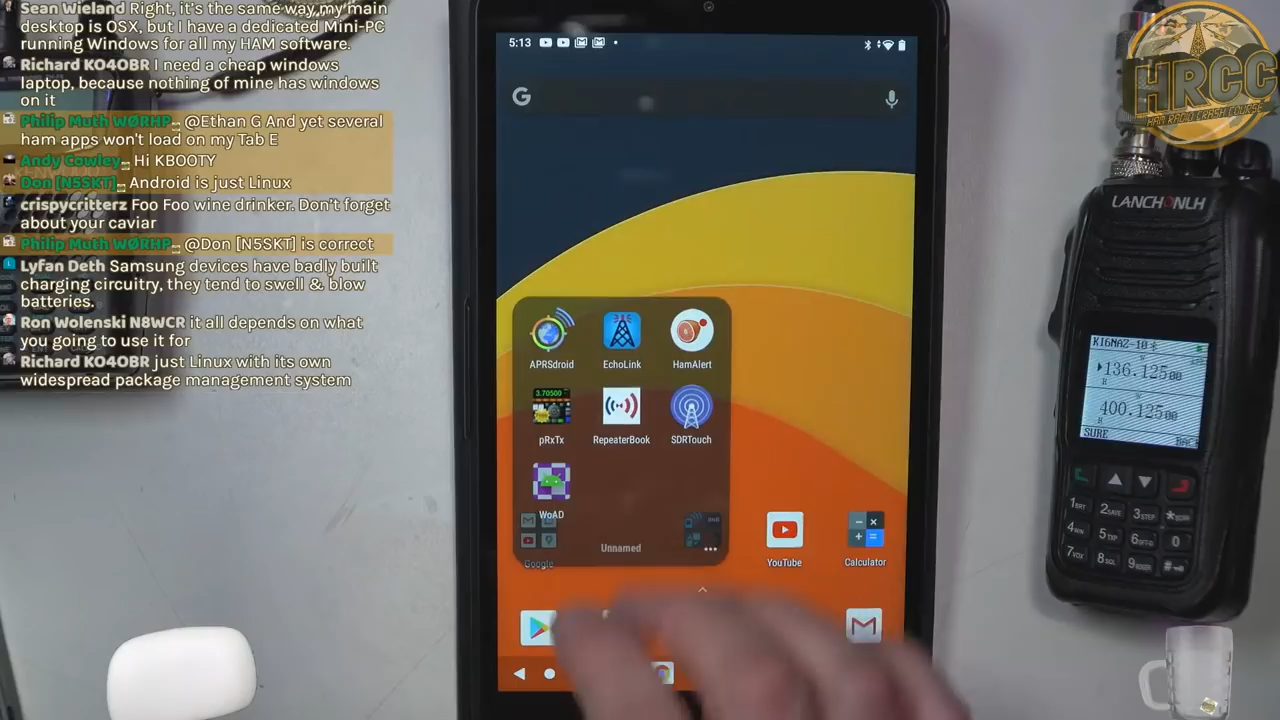 Sean Wieland Right, it's the same way, my main
desktop is OSX, but I have a dedicated Mini-PC
running Windows for all my HAM software.
Richard KO4OBR I need a cheap windows
laptop, because nothing of mine has windows
on it
Philip Muth WØRHP @Ethan G And yet several
ham apps won't load on my Tab E
Andy Cowley Hi KBOOTY
Don [N5SKT] Android is just Linux
crispycritterz Foo Foo wine drinker. Don't forget
about your caviar
Philip Muth WØRHP @Don [N5SKT] is correct
Lyfan Deth Samsung devices have badly built
charging circuitry, they tend to swell & blow
batteries.
Ron Wolenski N8WCR it all depends on what
you going to use it for
Richard KO4OBR just Linux with its own
widespread package management system
5:13
G
APRSdroid
EchoLink
HamAlert
3.70500
pRxTx
RepeaterBook
SDRTouch
WoAD
Unnamed
Google
YouTube
Calculator
HRCC
HAM RADIO CRASH COURSE
LANCHONLH
KI6NAZ-10
136.12500
400.12500
SURE